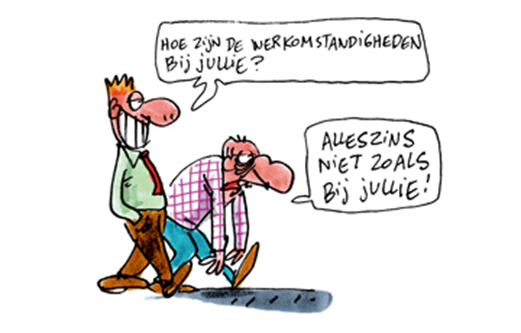 HOE ZIJN DE WERKOMSTANDIGHEDEN
BIJ JULLIE?
ALLESZINS
NIET ZOALS
BIJ JULLIE!